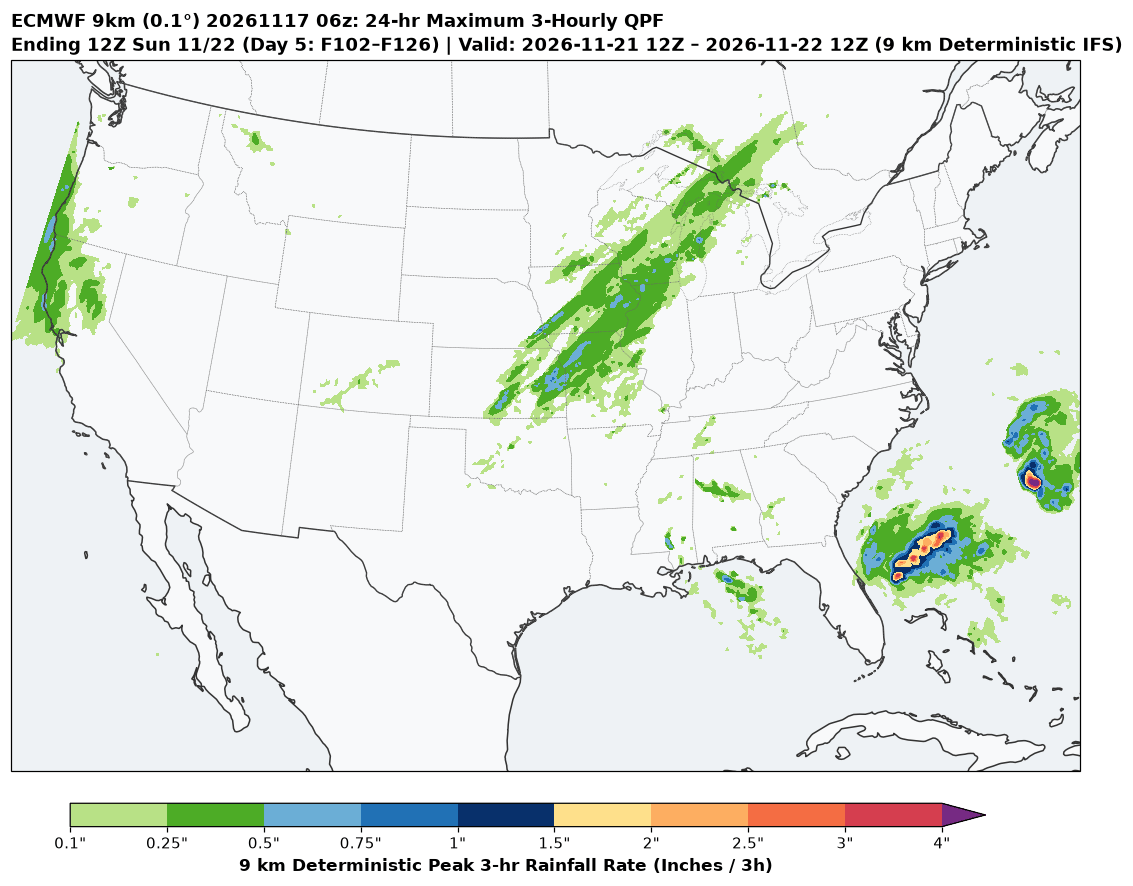 ECMWF 9km (0.1°) 20261117 06z: 24-hr Maximum 3-Hourly QPF
Ending 12Z Sun 11/22 (Day 5: F102–F126) | Valid: 2026-11-21 12Z – 2026-11-22 12Z (9 km Deterministic IFS)
0.1" 0.25" 0.5" 0.75" 1" 1.5" 2" 2.5" 3" 4"
9 km Deterministic Peak 3-hr Rainfall Rate (Inches / 3h)